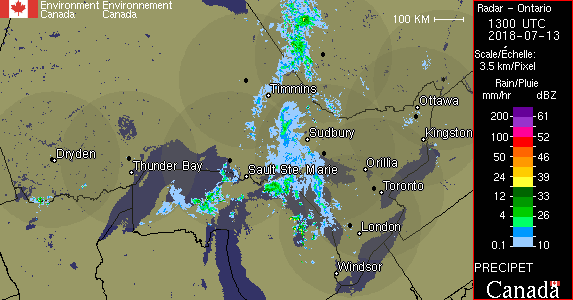 Environment Environnement
Canada Canada
100 KM
Timmins
Ottawa
Sudbury
Kingston
Dryden
Thunder Bay
Sault Ste. Marie
Orillia
Toronto
London
Windsor
Radar - Ontario
1300 UTC
2018-07-13
Scale/Échelle:
3.5 km/Pixel
Rain/Pluie
mm/hr dBZ
200 61
100 52
50 46
24 39
12 33
4 26
0.1 10
PRECIPET
Canada